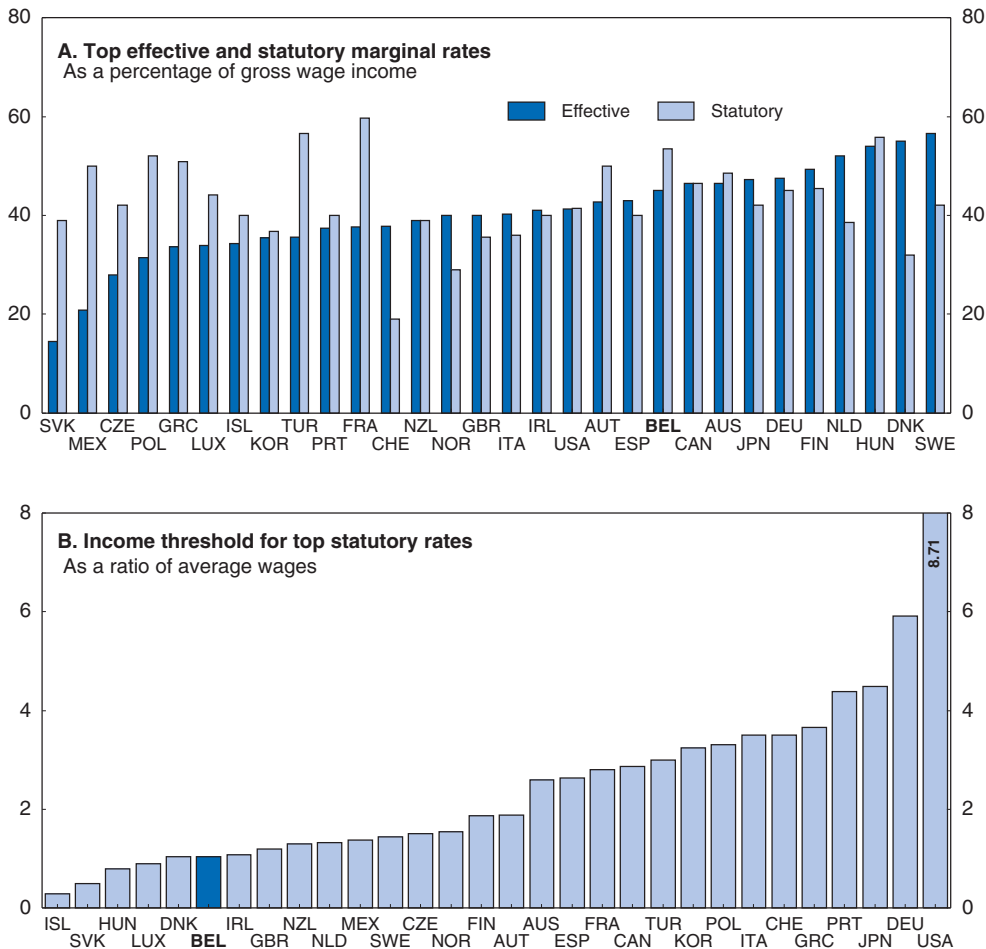 80 80
A. Top effective and statutory marginal rates
As a percentage of gross wage income
Effective Statutory
60 60
40 40
20 20
0 0
SVK CZE GRC ISL TUR FRA NZL GBR IRL AUT BEL AUS DEU NLD DNK
MEX POL LUX KOR PRT CHE NOR ITA USA ESP CAN JPN FIN HUN SWE
8 8
B. Income threshold for top statutory rates
As a ratio of average wages
8.71
6 6
4 4
2 2
0 0
ISL HUN DNK IRL NZL MEX CZE FIN AUS FRA TUR POL CHE PRT DEU
SVK LUX BEL GBR NLD SWE NOR AUT ESP CAN KOR ITA GRC JPN USA